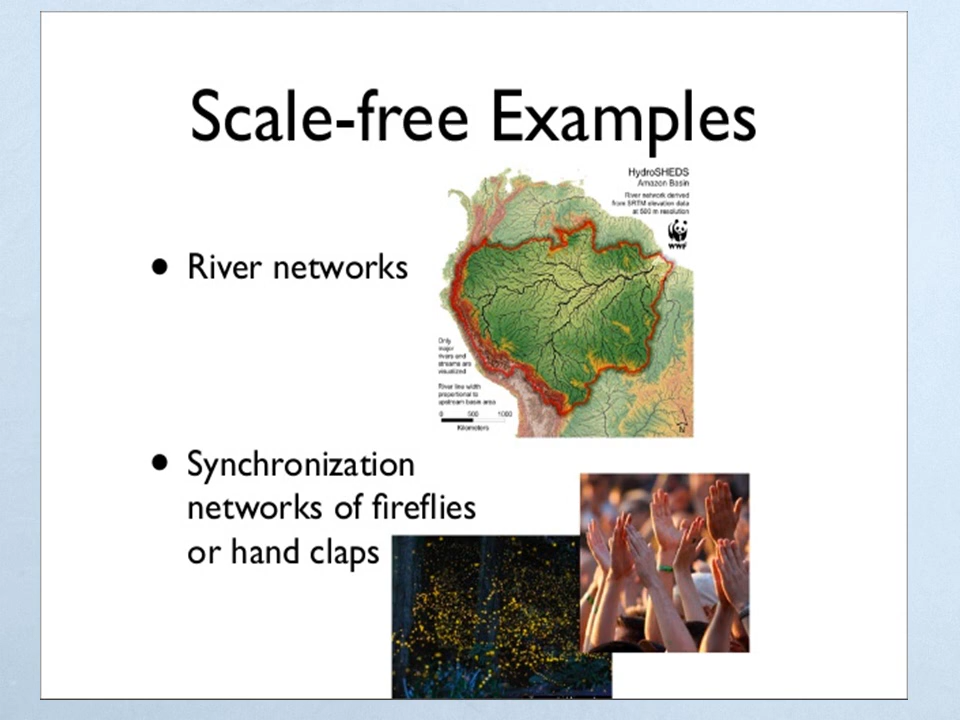 Scale-free Examples
HydroSHEDS
Amazon Basin
River network derived
from SRTM elevation data
at 500 m resolution
WWF
• River networks
Only
major
rivers and
streams are
visualized
River line width
proportional to
upstream basin area
0 500 1000
Kilometers
N
• Synchronization
networks of fireflies
or hand claps